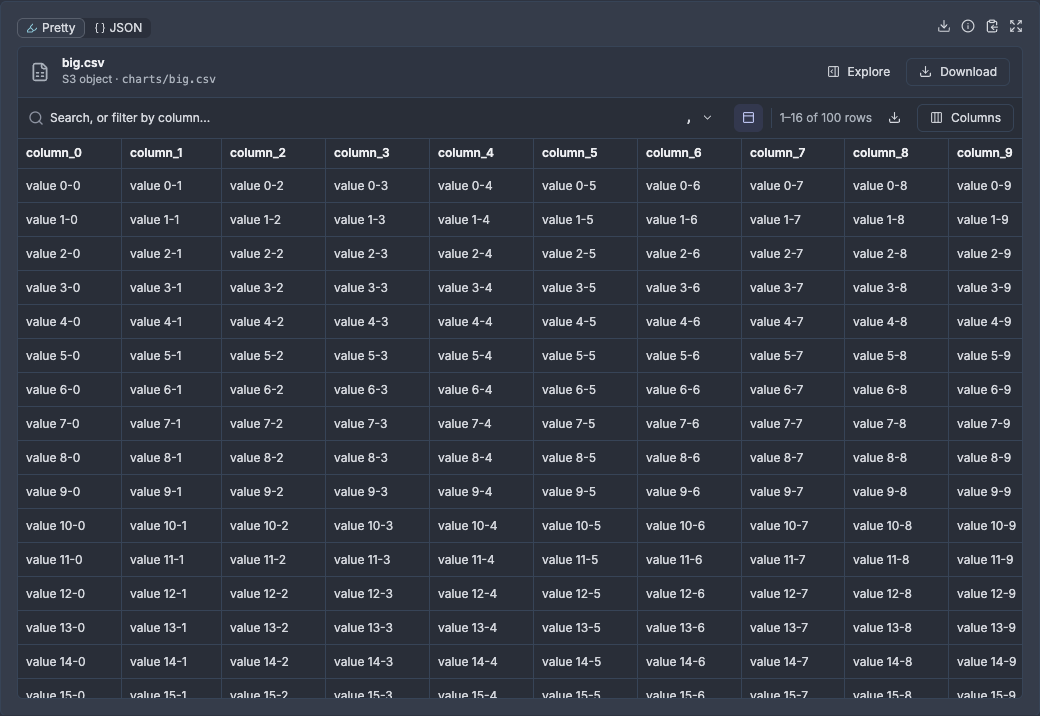 Pretty {} JSON
big.csv
S3 object · charts/big.csv
Explore Download
Search, or filter by column... , 1–16 of 100 rows Columns
column_0 column_1 column_2 column_3 column_4 column_5 column_6 column_7 column_8 column_9
value 0-0 value 0-1 value 0-2 value 0-3 value 0-4 value 0-5 value 0-6 value 0-7 value 0-8 value 0-9
value 1-0 value 1-1 value 1-2 value 1-3 value 1-4 value 1-5 value 1-6 value 1-7 value 1-8 value 1-9
value 2-0 value 2-1 value 2-2 value 2-3 value 2-4 value 2-5 value 2-6 value 2-7 value 2-8 value 2-9
value 3-0 value 3-1 value 3-2 value 3-3 value 3-4 value 3-5 value 3-6 value 3-7 value 3-8 value 3-9
value 4-0 value 4-1 value 4-2 value 4-3 value 4-4 value 4-5 value 4-6 value 4-7 value 4-8 value 4-9
value 5-0 value 5-1 value 5-2 value 5-3 value 5-4 value 5-5 value 5-6 value 5-7 value 5-8 value 5-9
value 6-0 value 6-1 value 6-2 value 6-3 value 6-4 value 6-5 value 6-6 value 6-7 value 6-8 value 6-9
value 7-0 value 7-1 value 7-2 value 7-3 value 7-4 value 7-5 value 7-6 value 7-7 value 7-8 value 7-9
value 8-0 value 8-1 value 8-2 value 8-3 value 8-4 value 8-5 value 8-6 value 8-7 value 8-8 value 8-9
value 9-0 value 9-1 value 9-2 value 9-3 value 9-4 value 9-5 value 9-6 value 9-7 value 9-8 value 9-9
value 10-0 value 10-1 value 10-2 value 10-3 value 10-4 value 10-5 value 10-6 value 10-7 value 10-8 value 10-9
value 11-0 value 11-1 value 11-2 value 11-3 value 11-4 value 11-5 value 11-6 value 11-7 value 11-8 value 11-9
value 12-0 value 12-1 value 12-2 value 12-3 value 12-4 value 12-5 value 12-6 value 12-7 value 12-8 value 12-9
value 13-0 value 13-1 value 13-2 value 13-3 value 13-4 value 13-5 value 13-6 value 13-7 value 13-8 value 13-9
value 14-0 value 14-1 value 14-2 value 14-3 value 14-4 value 14-5 value 14-6 value 14-7 value 14-8 value 14-9
value 15-0 value 15-1 value 15-2 value 15-3 value 15-4 value 15-5 value 15-6 value 15-7 value 15-8 value 15-9